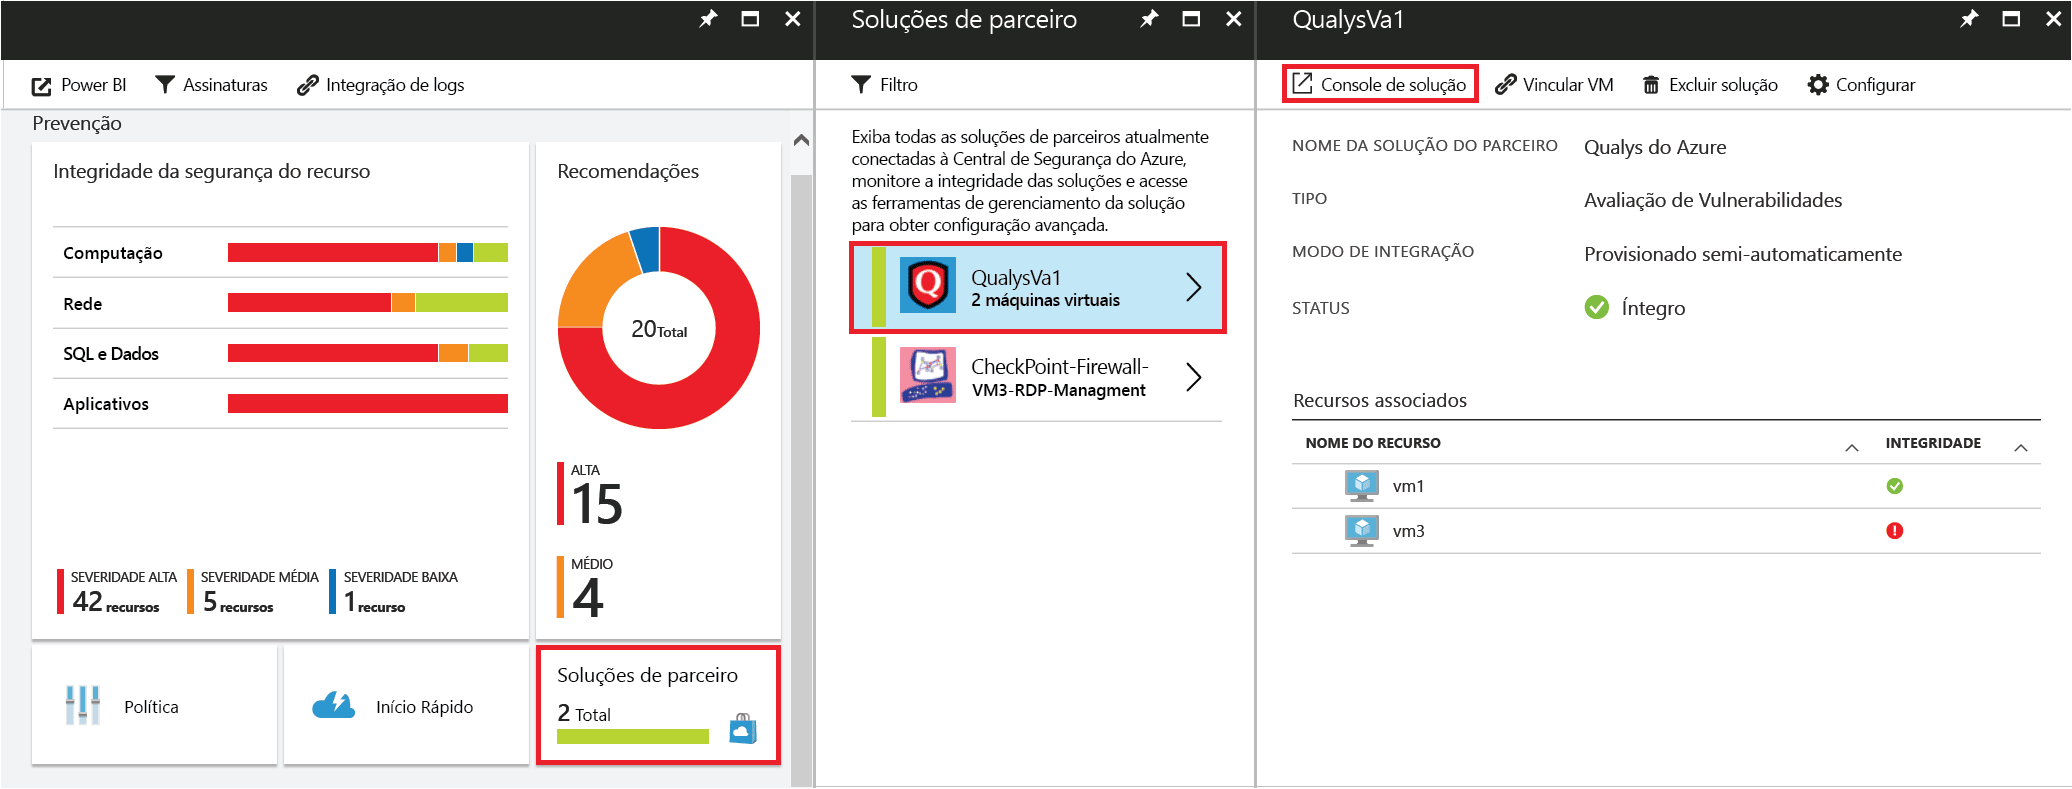 Power BI
Assinaturas
Integração de logs
Prevenção
Integridade da segurança do recurso
Computação
Rede
SQL e Dados
Aplicativos
SEVERIDADE ALTA
42 recursos
SEVERIDADE MÉDIA
5 recursos
SEVERIDADE BAIXA
1 recurso
Recomendações
20 Total
ALTA
15
MÉDIO
4
Política
Início Rápido
Soluções de parceiro
2 Total
Soluções de parceiro
Filtro
Exiba todas as soluções de parceiros atualmente
conectadas à Central de Segurança do Azure,
monitore a integridade das soluções e acesse
as ferramentas de gerenciamento da solução
para obter configuração avançada.
Q
QualysVa1
2 máquinas virtuais
CheckPoint-Firewall-
VM3-RDP-Managment
QualysVa1
Console de solução
Vincular VM
Excluir solução
Configurar
NOME DA SOLUÇÃO DO PARCEIRO
Qualys do Azure
TIPO
Avaliação de Vulnerabilidades
MODO DE INTEGRAÇÃO
Provisionado semi-automaticamente
STATUS
Íntegro
Recursos associados
NOME DO RECURSO
INTEGRIDADE
vm1
vm3